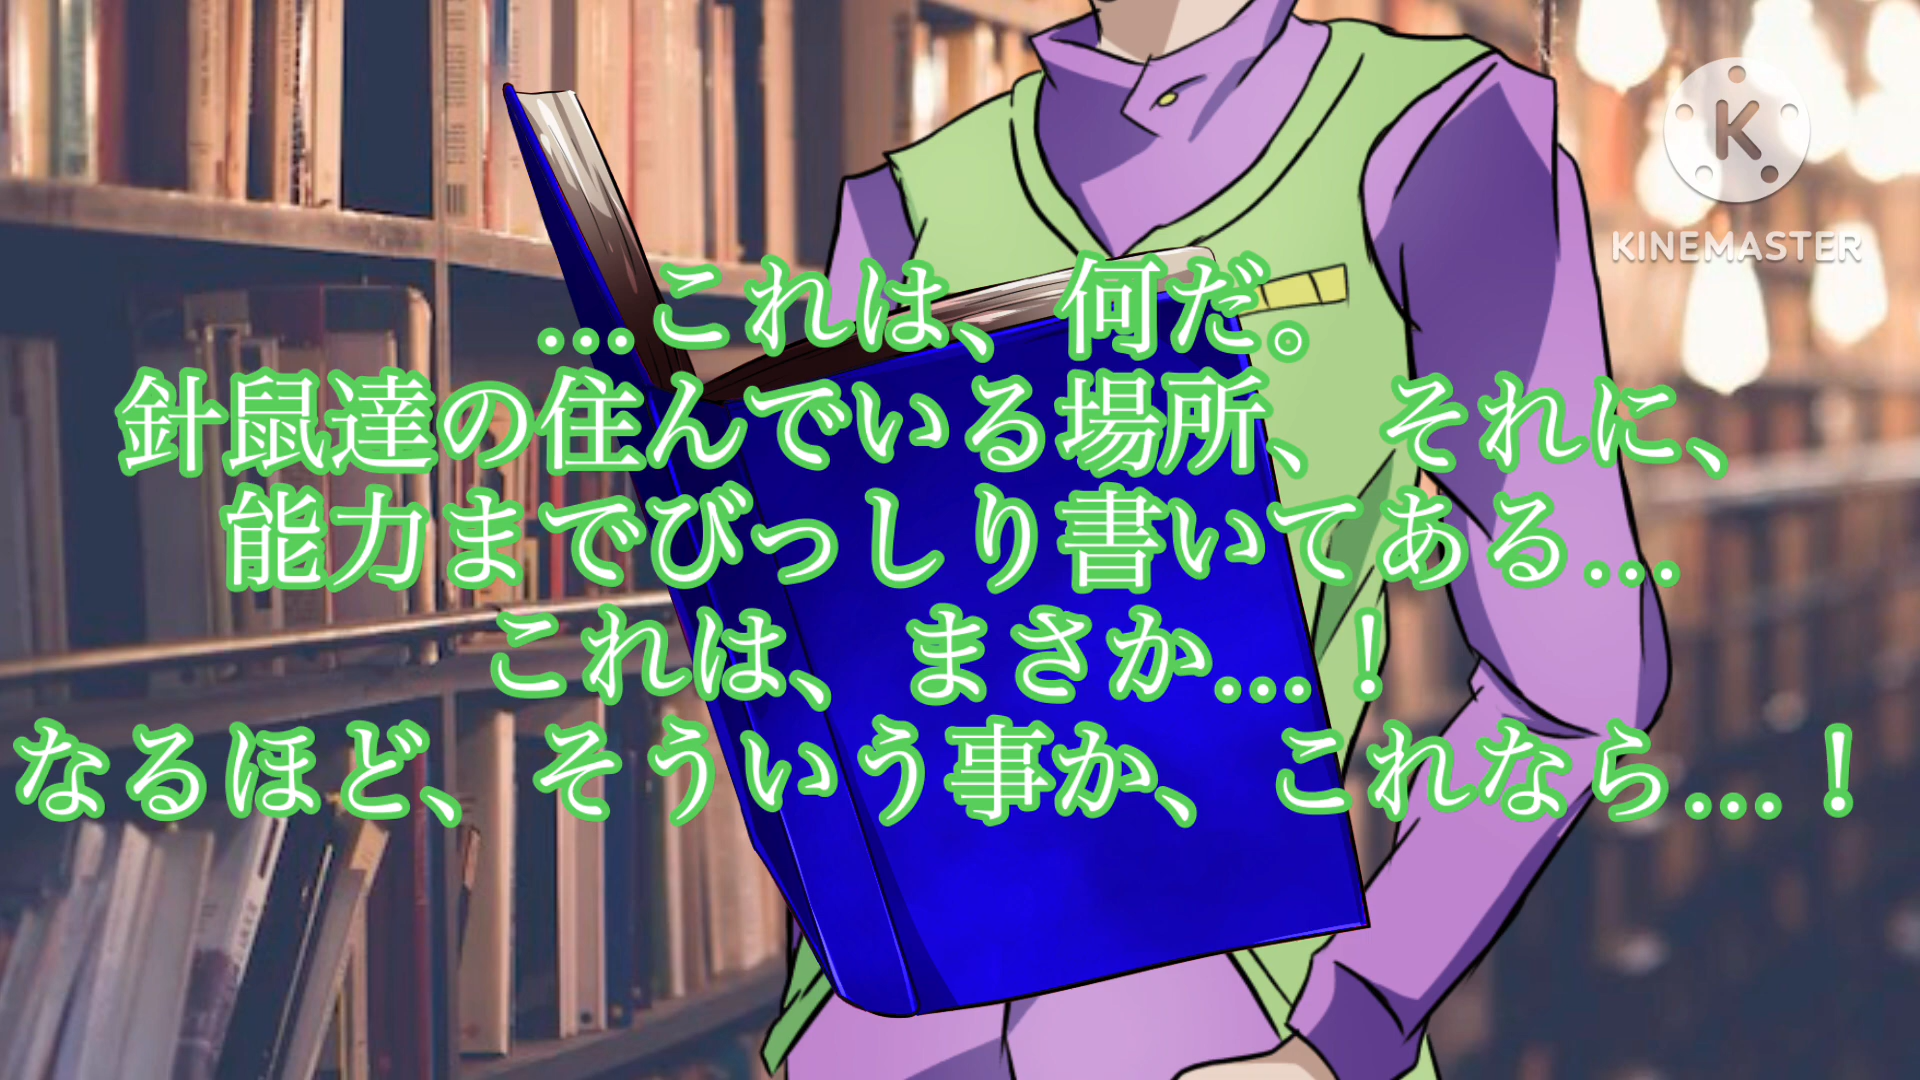 …これは、何だ。
針鼠達の住んでいる場所、それに、
能力までびっしり書いてある…
これは、まさか…！
なるほど、そういう事か、これなら…！
K
KINEMASTER